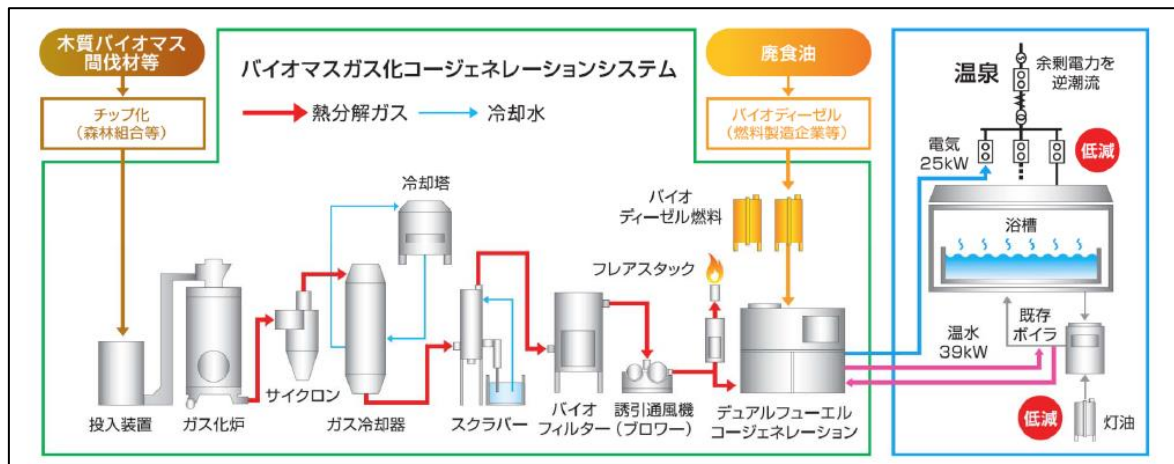 木質バイオマス
間伐材等
チップ化
(森林組合等)
バイオマスガス化コージェネレーションシステム
熱分解ガス
冷却水
廃食油
バイオディーゼル
(燃料製造企業等)
温泉
余剰電力を
逆潮流
電気
25kW
低減
冷却塔
バイオ
ディーゼル燃料
フレアスタック
浴槽
温水
39kW
既存
ボイラ
投入装置
ガス化炉
サイクロン
ガス冷却器
スクラバー
バイオ
フィルター
誘引通風機
(ブロワー)
デュアルフューエル
コージェネレーション
低減
灯油